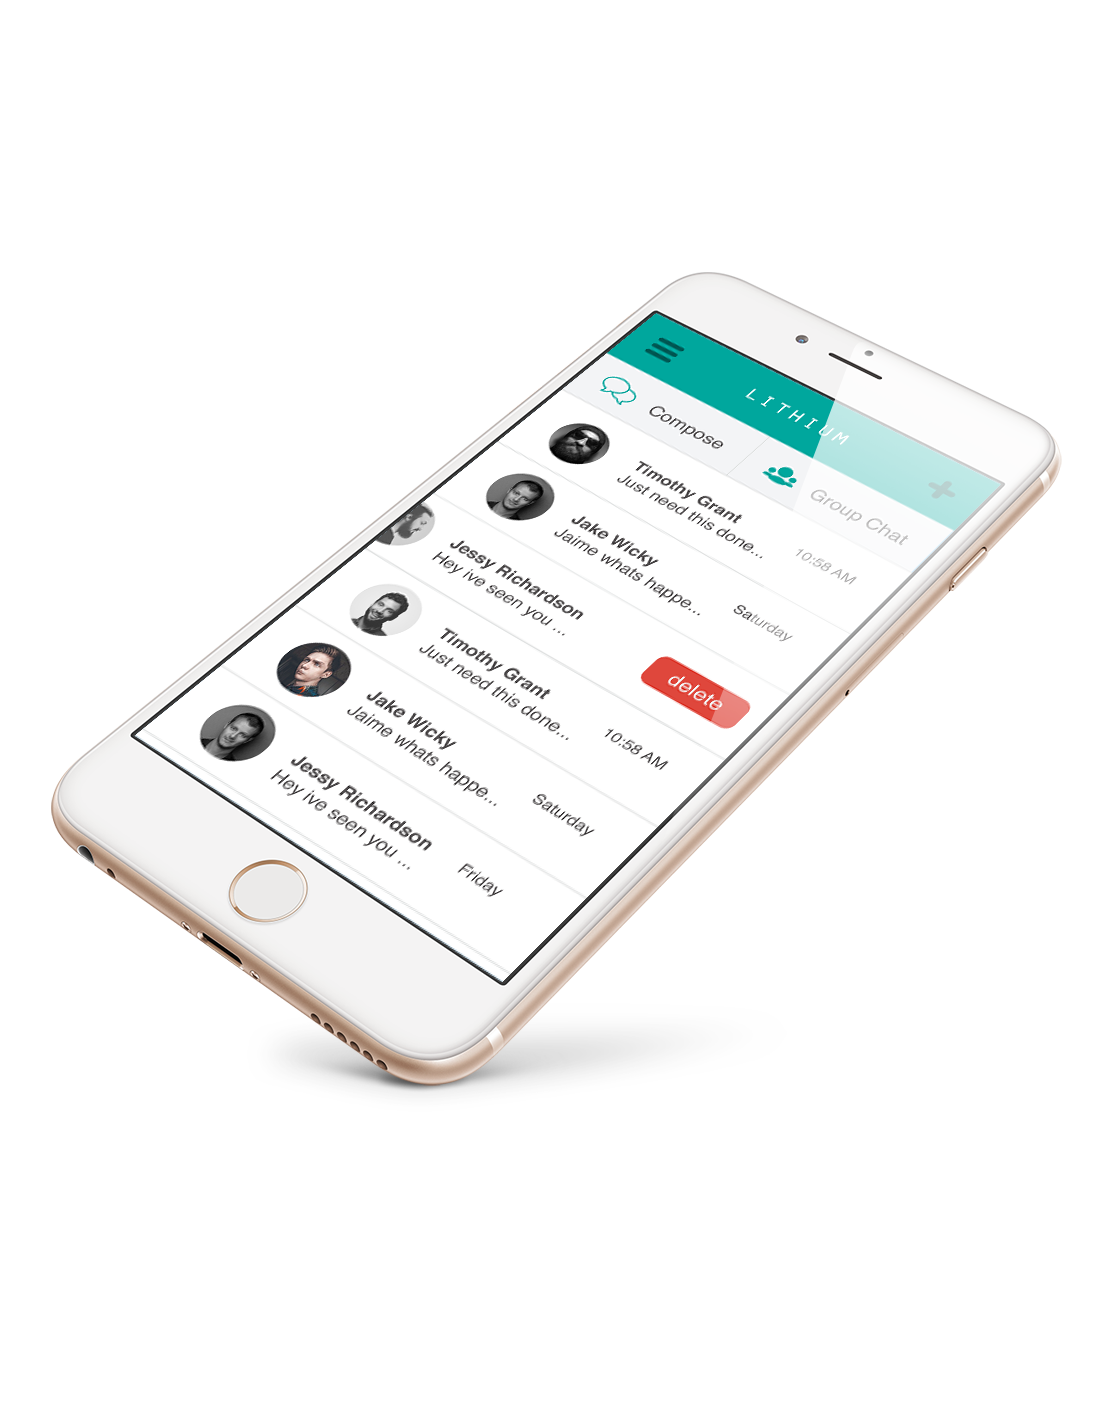 LITHIUM
Compose
Group Chat
Timothy Grant
Just need this done...
10:58 AM
Jake Wicky
Jaime whats happe...
Saturday
Jessy Richardson
Hey ive seen you ...
delete
Timothy Grant
Just need this done...
10:58 AM
Jake Wicky
Jaime whats happe...
Saturday
Jessy Richardson
Hey ive seen you ...
Friday